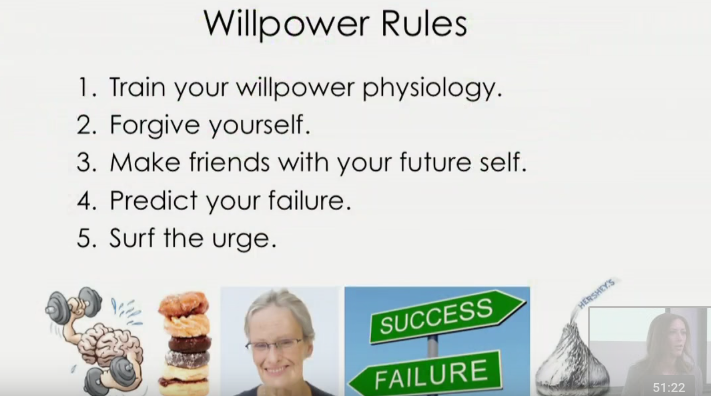 Willpower Rules
1. Train your willpower physiology.
2. Forgive yourself.
3. Make friends with your future self.
4. Predict your failure.
5. Surf the urge.
SUCCESS
FAILURE
HERSHEY'S
51:22